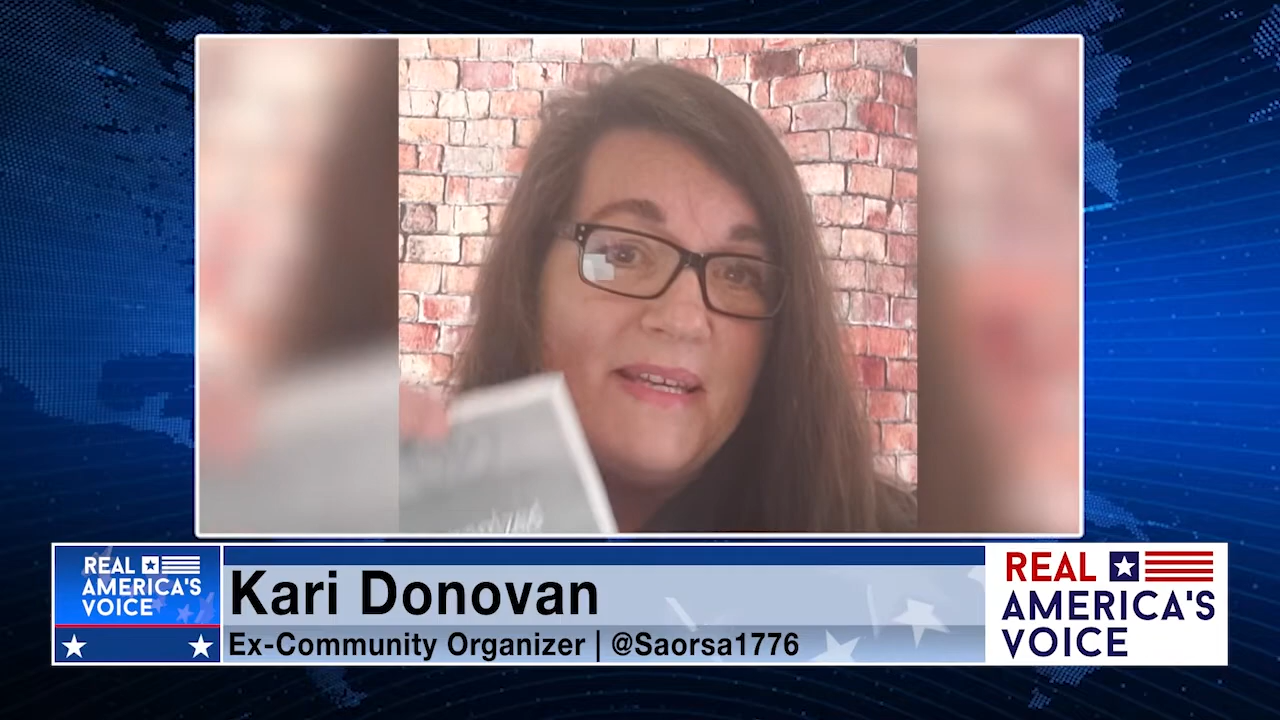 REAL
AMERICA'S
VOICE
Kari Donovan
Ex-Community Organizer | @Saorsa1776
REAL
AMERICA'S
VOICE